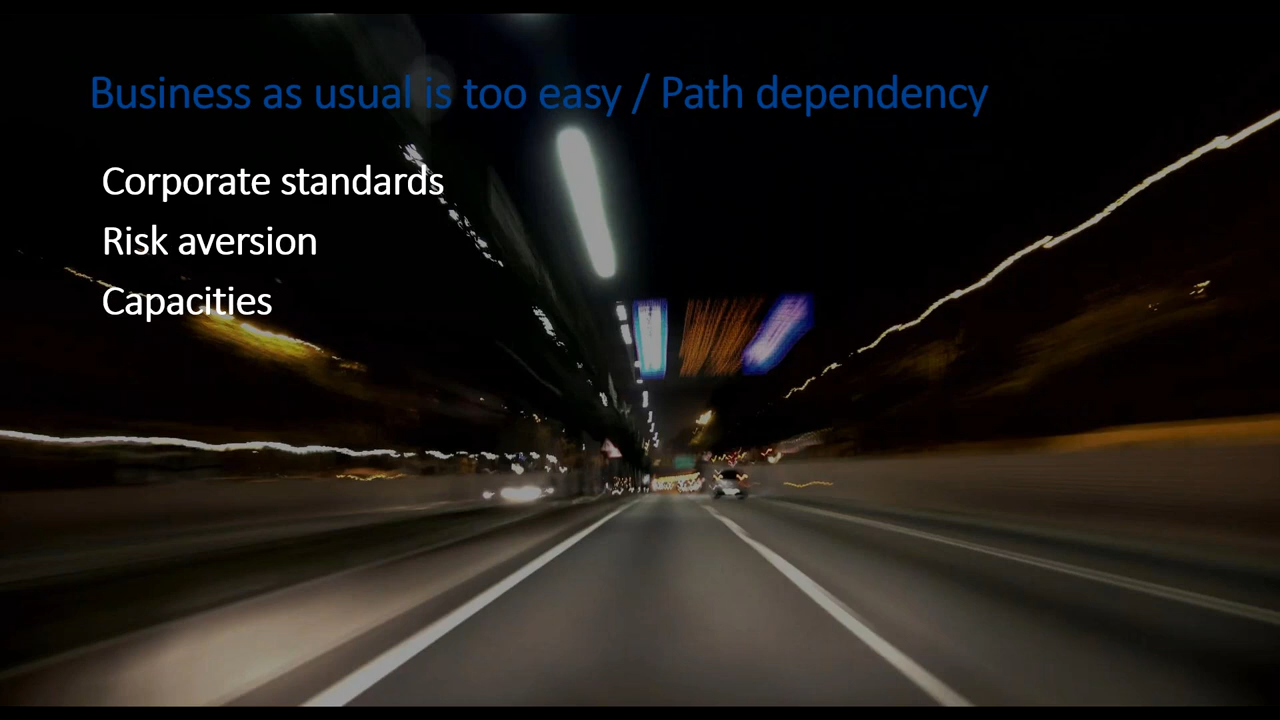 Business as usual is too easy / Path dependency
Corporate standards
Risk aversion
Capacities